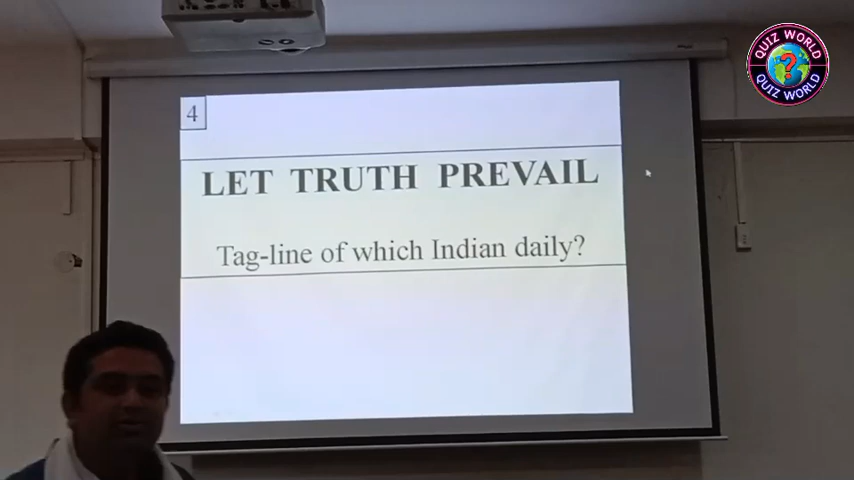 QUIZ WORLD
?
QUIZ WORLD
4
LET TRUTH PREVAIL
Tag-line of which Indian daily?